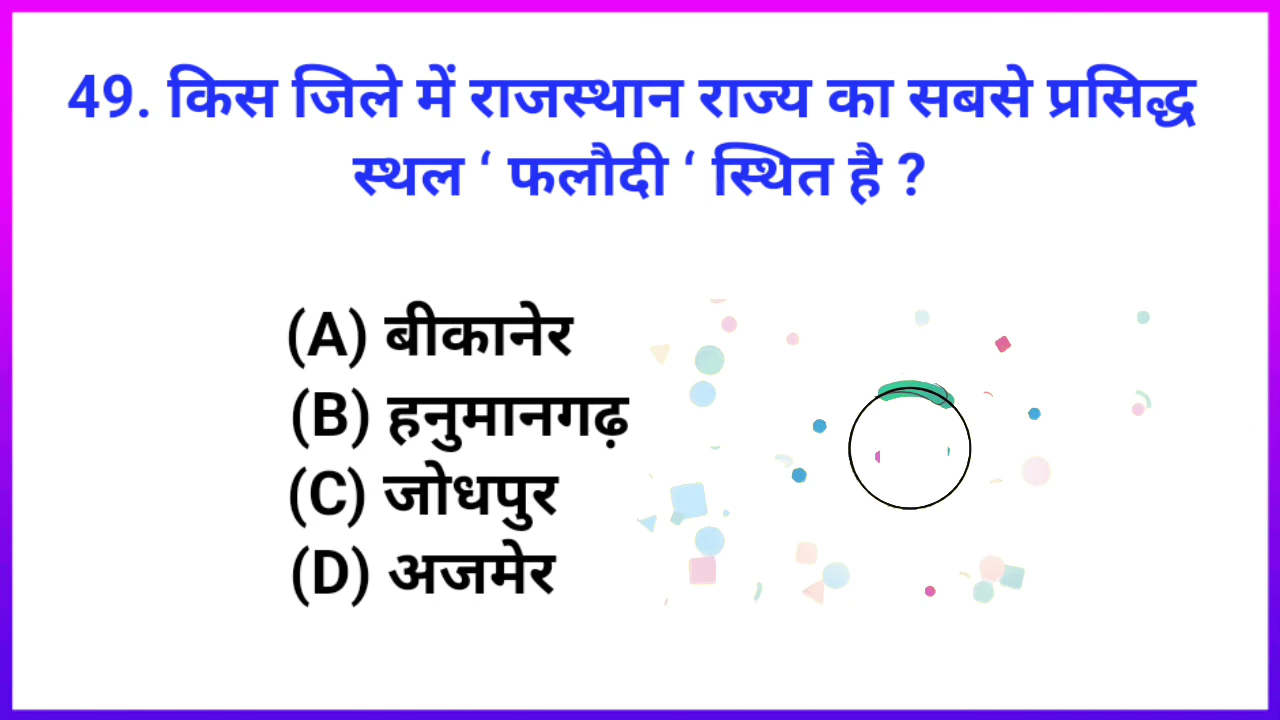 49. किस जिले में राजस्थान राज्य का सबसे प्रसिद्ध
स्थल ‘ फलौदी ‘ स्थित है ?
(A) बीकानेर
(B) हनुमानगढ़
(C) जोधपुर
(D) अजमेर